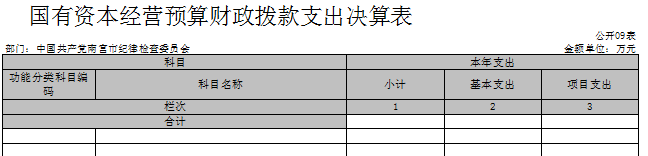 国有资本经营预算财政拨款支出决算表
公开09表
部门：中国共产党南宫市纪律检查委员会 金额单位：万元
科目 本年支出
功能分类科目编码 科目名称 小计 基本支出 项目支出
栏次 1 2 3
合计